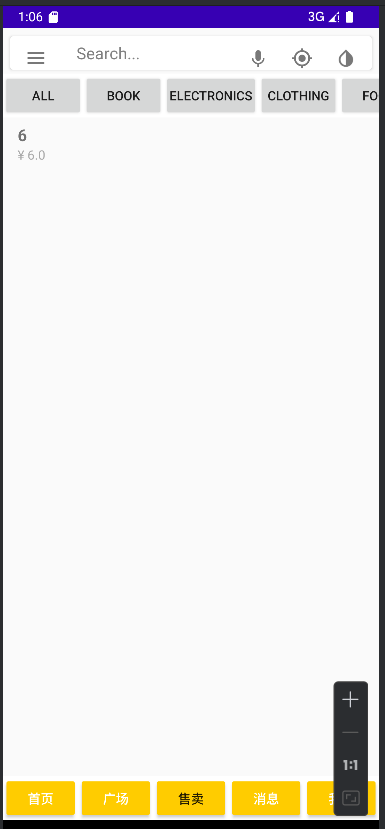 1:06 3G
Search...
ALL BOOK ELECTRONICS CLOTHING FO
6
¥ 6.0
1:1
首页 广场 售卖 消息